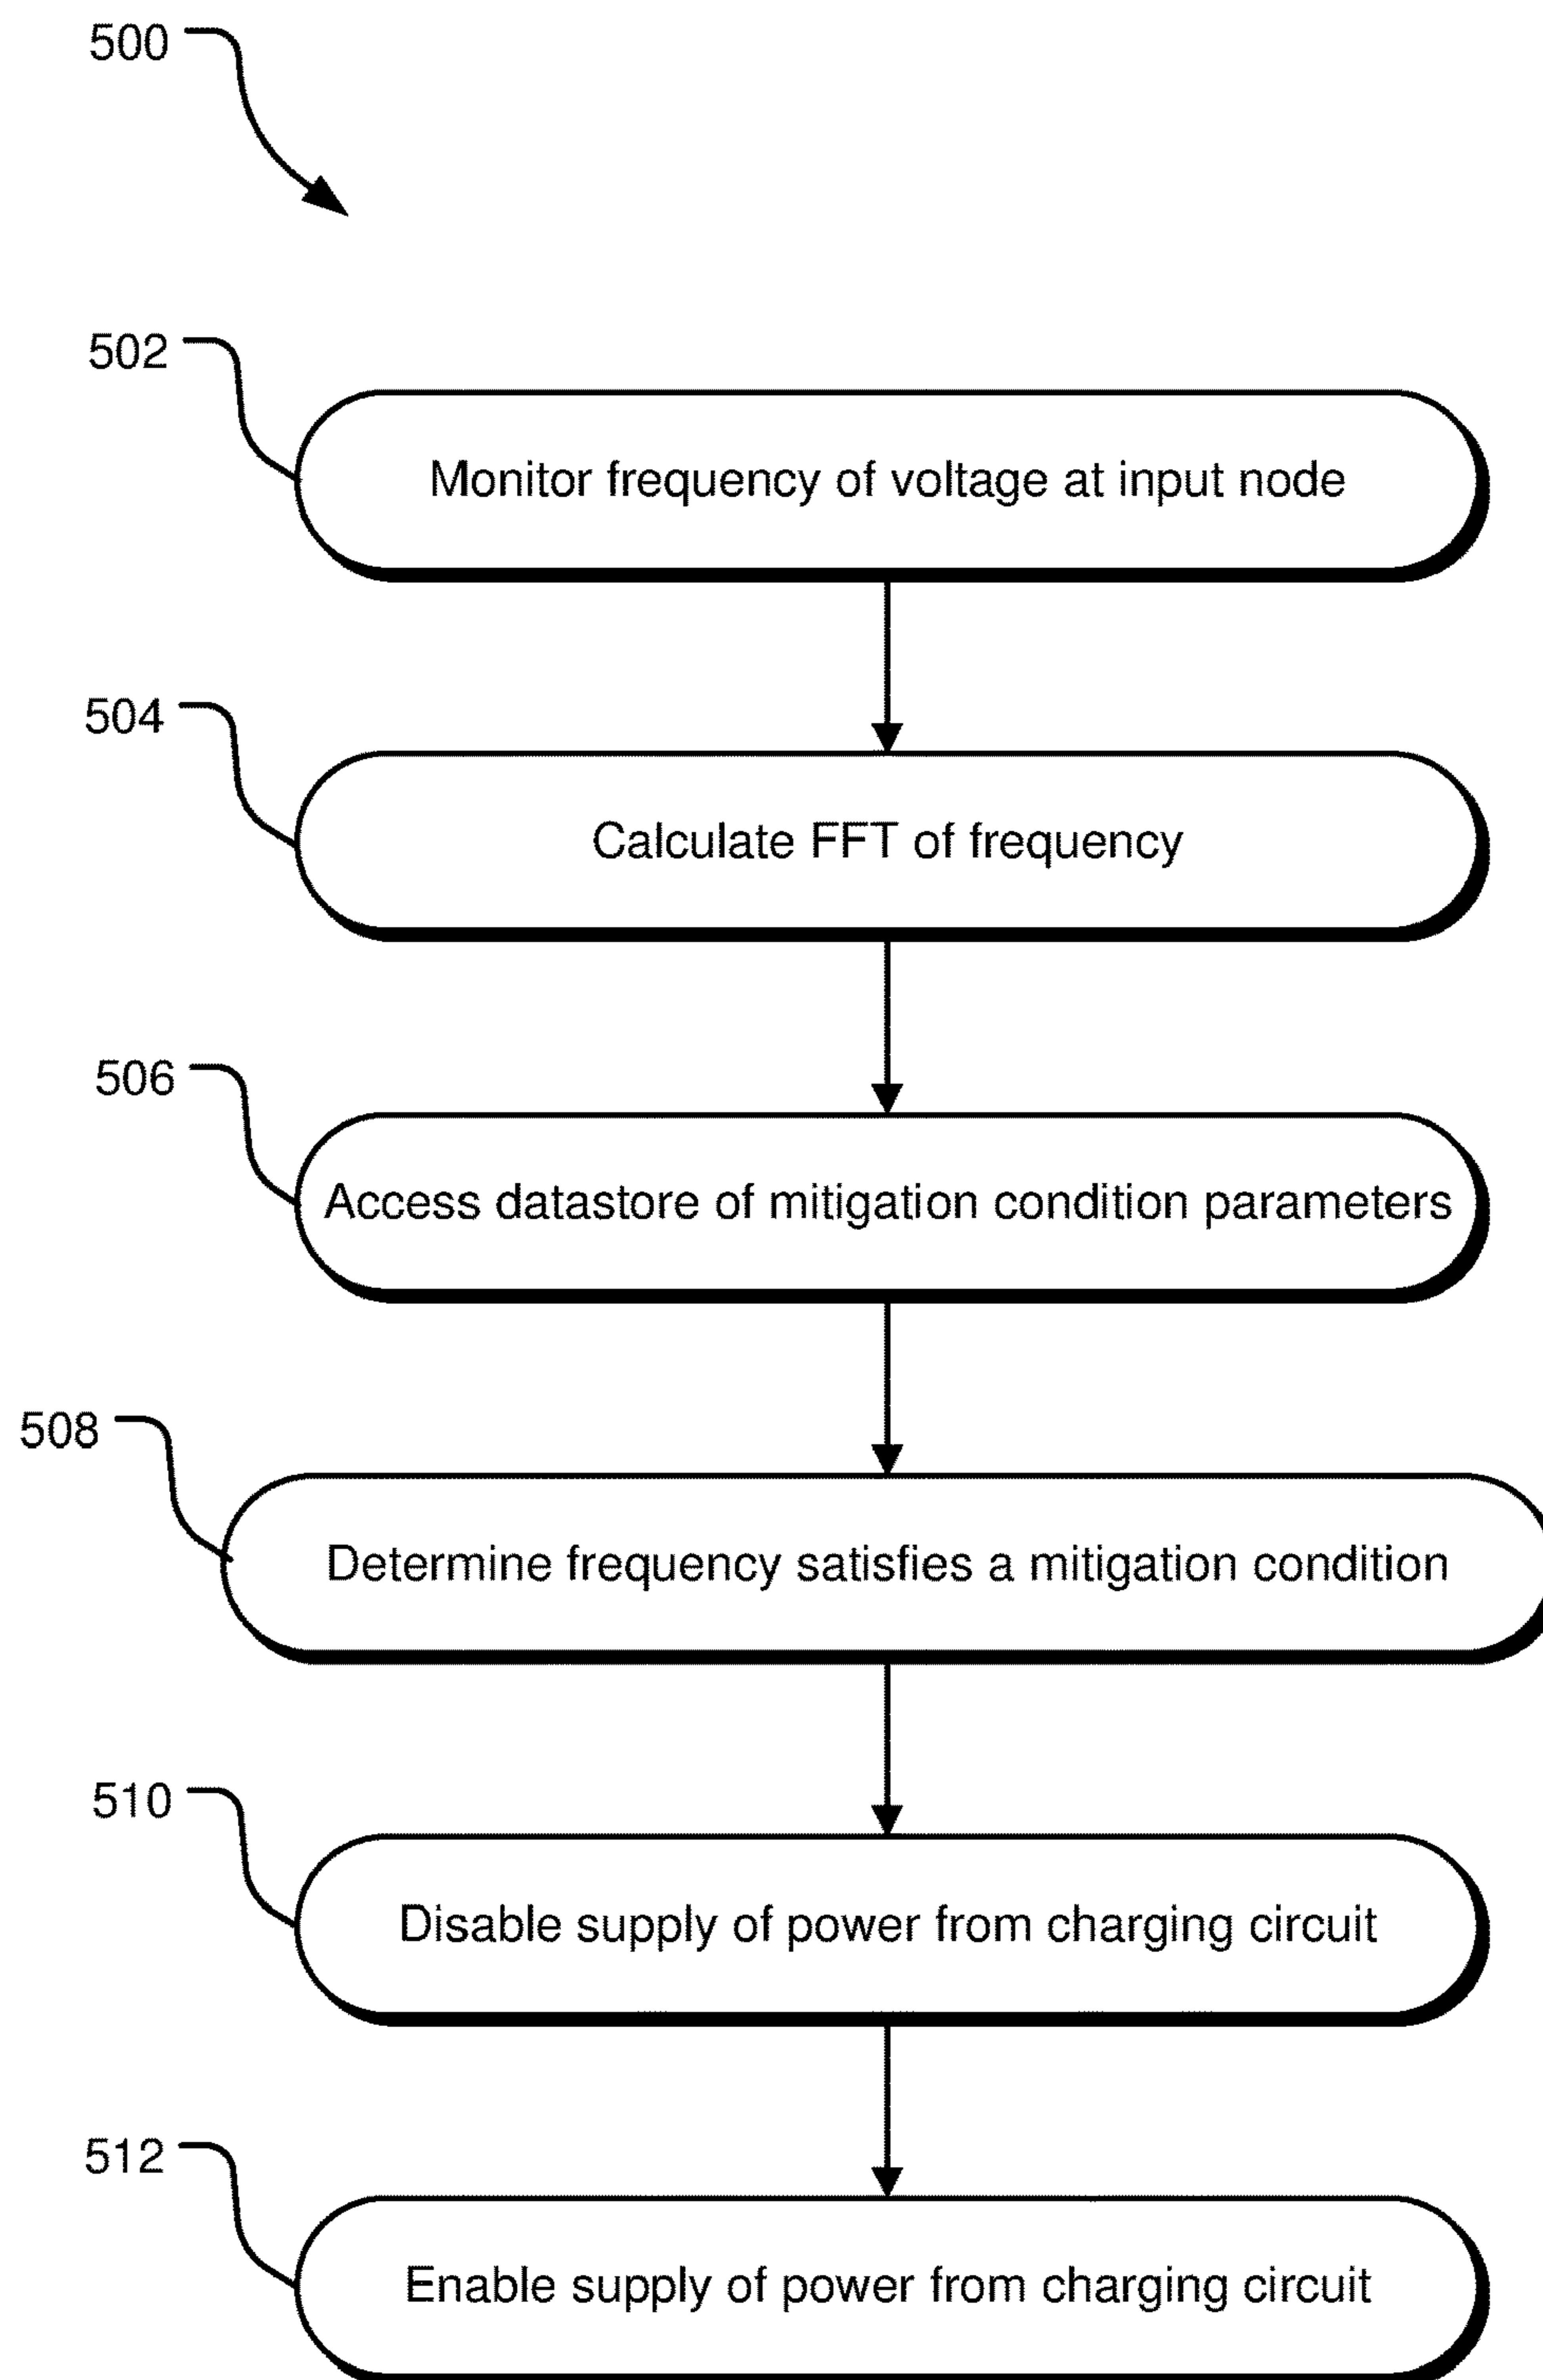 500
502
Monitor frequency of voltage at input node
504
Calculate FFT of frequency
506
Access datastore of mitigation condition parameters
508
Determine frequency satisfies a mitigation condition
510
Disable supply of power from charging circuit
512
Enable supply of power from charging circuit